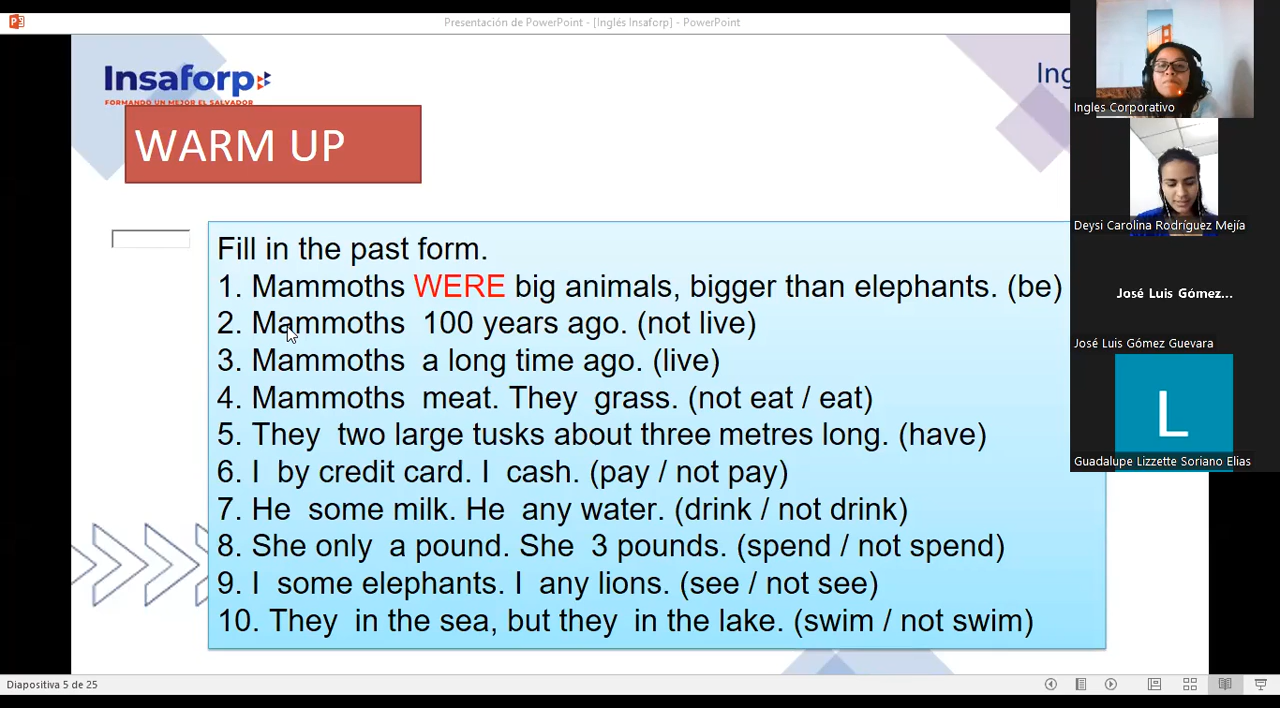 Presentación de PowerPoint - [Inglés Insaforp] - PowerPoint
Insaforp
FORMANDO UN MEJOR EL SALVADOR
Ing
WARM UP
Fill in the past form.
1. Mammoths WERE big animals, bigger than elephants. (be)
2. Mammoths 100 years ago. (not live)
3. Mammoths a long time ago. (live)
4. Mammoths meat. They grass. (not eat / eat)
5. They two large tusks about three metres long. (have)
6. I by credit card. I cash. (pay / not pay)
7. He some milk. He any water. (drink / not drink)
8. She only a pound. She 3 pounds. (spend / not spend)
9. I some elephants. I any lions. (see / not see)
10. They in the sea, but they in the lake. (swim / not swim)
Ingles Corporativo
Deysi Carolina Rodríguez Mejía
José Luis Gómez...
José Luis Gómez Guevara
L
Guadalupe Lizzette Soriano Elias
Diapositiva 5 de 25